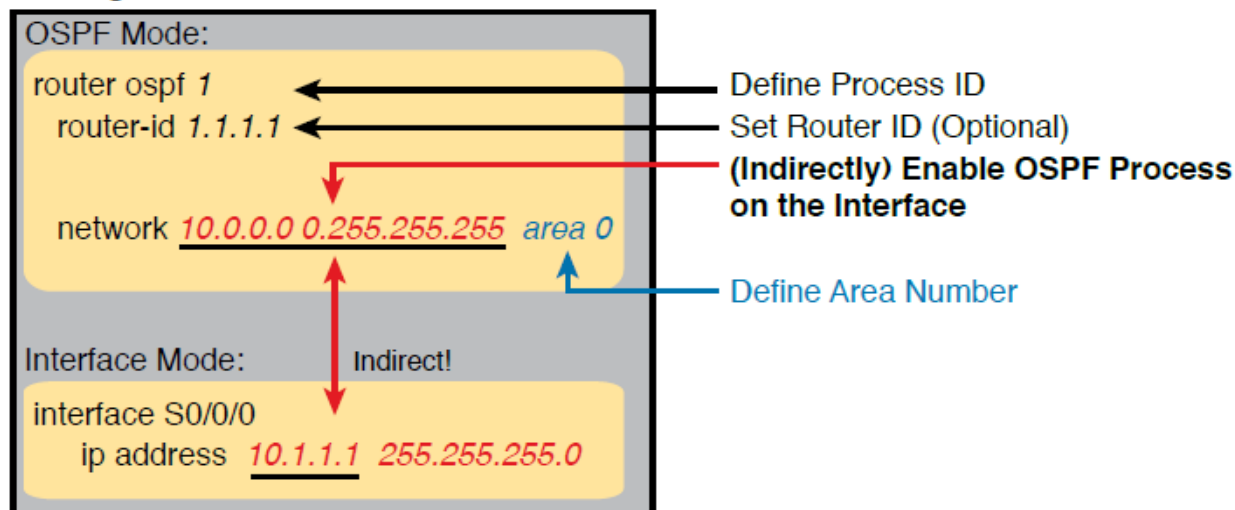 OSPF Mode:
router ospf 1
router-id 1.1.1.1
network 10.0.0.0 0.255.255.255 area 0
Define Process ID
Set Router ID (Optional)
(Indirectly) Enable OSPF Process
on the Interface
Define Area Number
Interface Mode:
Indirect!
interface S0/0/0
ip address 10.1.1.1 255.255.255.0